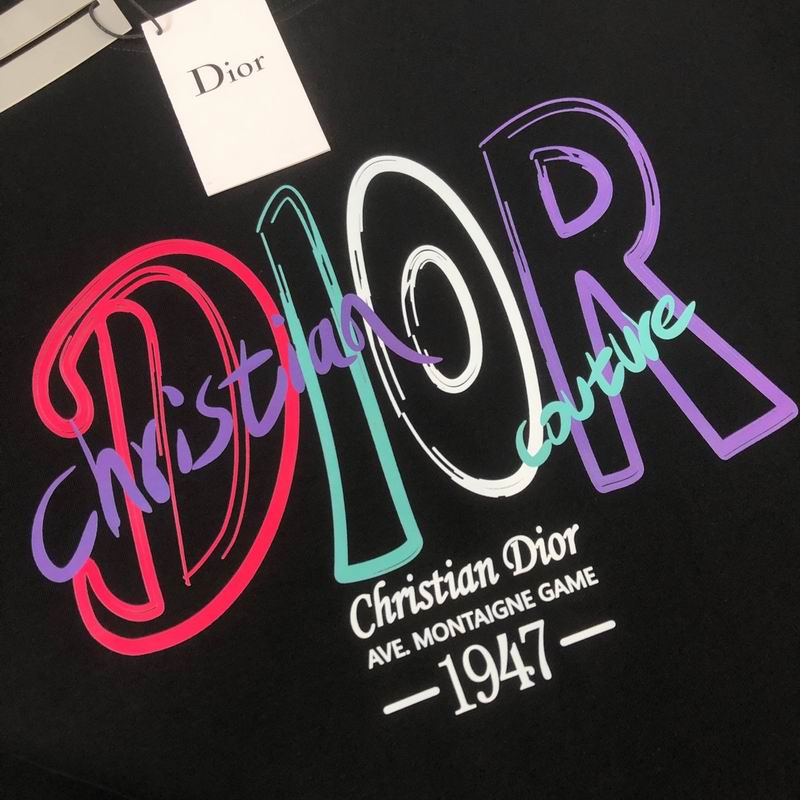 Dior
DIOR
christian
couture
Christian Dior
AVE. MONTAIGNE GAME
—1947—